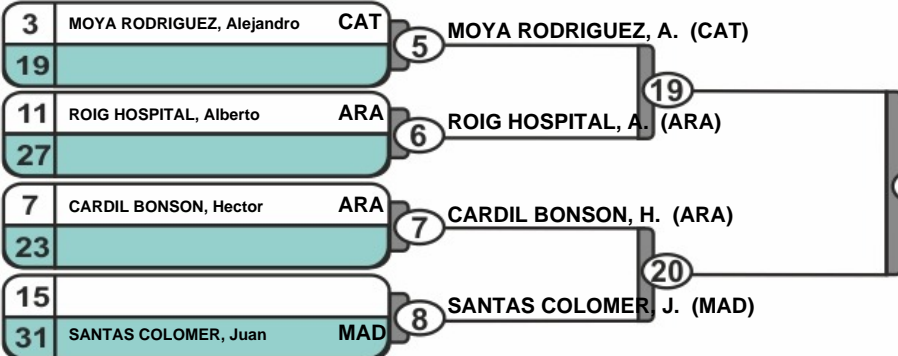 3 MOYA RODRIGUEZ, Alejandro CAT
19
5 MOYA RODRIGUEZ, A. (CAT)
11 ROIG HOSPITAL, Alberto ARA
27
6 ROIG HOSPITAL, A. (ARA)
19
7 CARDIL BONSON, Hector ARA
23
7 CARDIL BONSON, H. (ARA)
15
31 SANTAS COLOMER, Juan MAD
8 SANTAS COLOMER, J. (MAD)
20